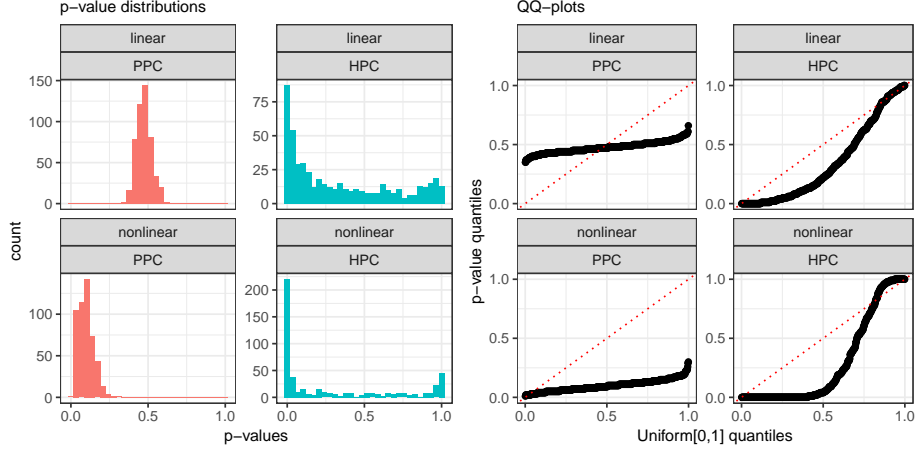 p-value distributions
QQ-plots
linear
linear
linear
linear
PPC
HPC
PPC
HPC
150
100
50
0
75
50
25
0
1.0
0.5
0.0
1.0
0.5
0.0
nonlinear
nonlinear
nonlinear
nonlinear
PPC
HPC
PPC
HPC
100
50
0
200
150
100
50
0
1.0
0.5
0.0
1.0
0.5
0.0
0.0
0.5
1.0
0.0
0.5
1.0
0.0
0.5
1.0
0.0
0.5
1.0
count
p-values
p-value quantiles
Uniform[0,1] quantiles